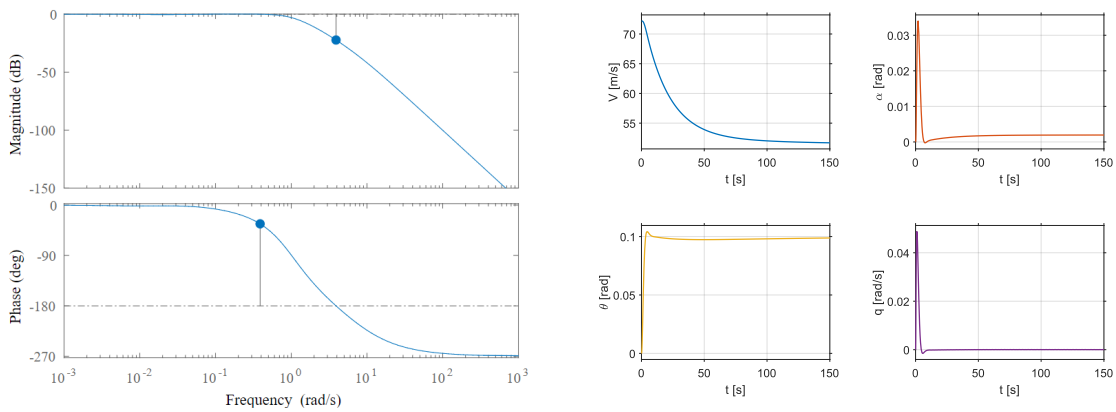 Magnitude (dB)
0
-50
-100
-150
Phase (deg)
0
-90
-180
-270
10^-3 10^-2 10^-1 10^0 10^1 10^2 10^3
Frequency (rad/s)
V [m/s]
70
65
60
55
0 50 100 150
t [s]
α [rad]
0.03
0.02
0.01
0
0 50 100 150
t [s]
θ [rad]
0.1
0.05
0
0 50 100 150
t [s]
q [rad/s]
0.04
0.02
0
0 50 100 150
t [s]